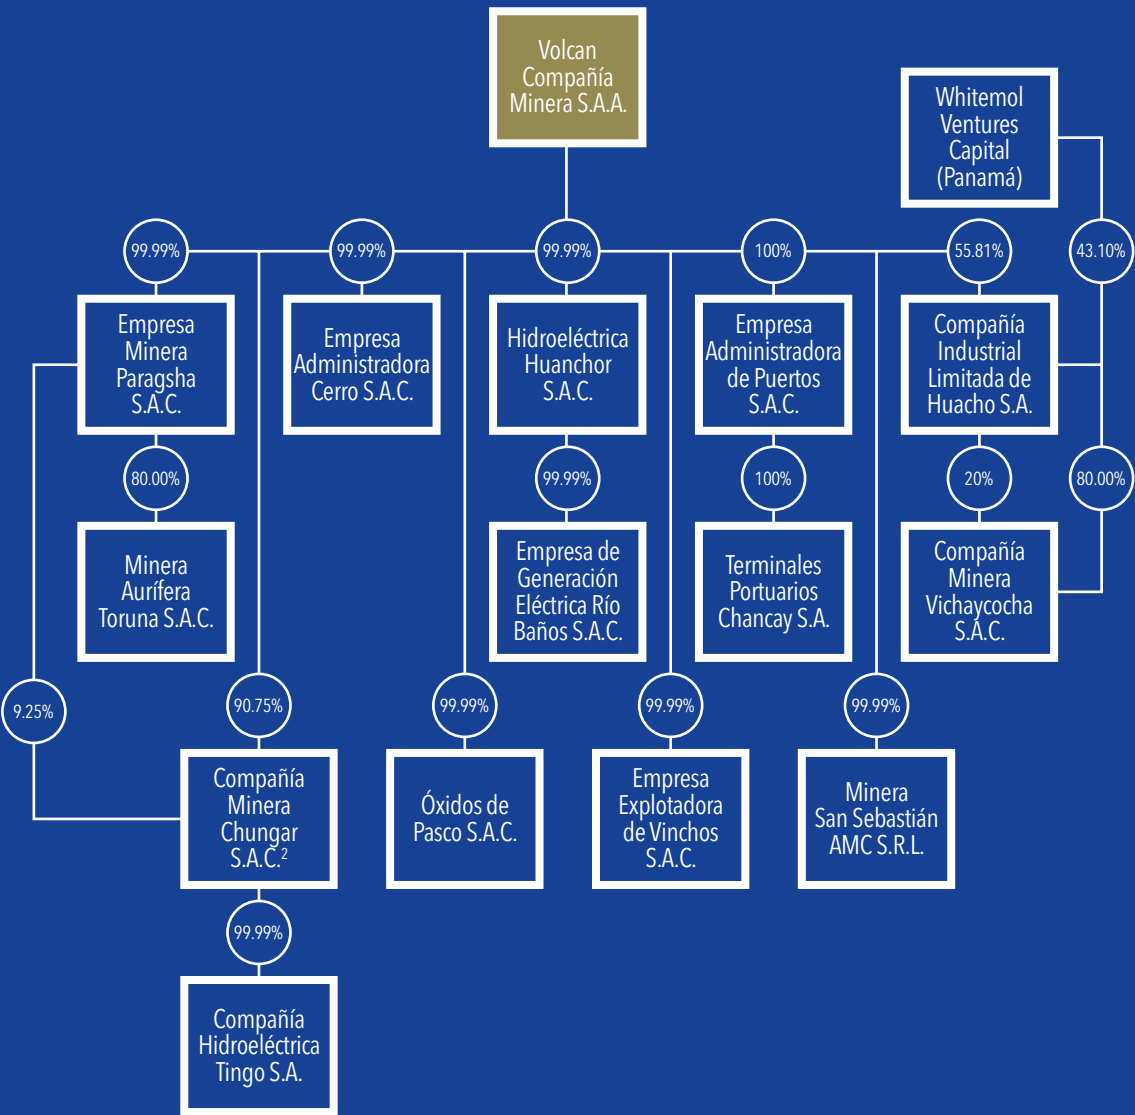 Volcan
Compañía
Minera S.A.A.
Whitemol
Ventures
Capital
(Panamá)
99.99%
99.99%
99.99%
100%
55.81%
43.10%
Empresa
Minera
Paragsha
S.A.C.
Empresa
Administradora
Cerro S.A.C.
Hidroeléctrica
Huanchor
S.A.C.
Empresa
Administradora
de Puertos
S.A.C.
Compañía
Industrial
Limitada de
Huacho S.A.
80.00%
99.99%
100%
20%
80.00%
Minera
Aurífera
Toruna S.A.C.
Empresa de
Generación
Eléctrica Río
Baños S.A.C.
Terminales
Portuarios
Chancay S.A.
Compañía
Minera
Vichaycocha
S.A.C.
9.25%
90.75%
99.99%
99.99%
99.99%
Compañía
Minera
Chungar
S.A.C.²
Óxidos de
Pasco S.A.C.
Empresa
Explotadora
de Vinchos
S.A.C.
Minera
San Sebastián
AMC S.R.L.
99.99%
Compañía
Hidroeléctrica
Tingo S.A.